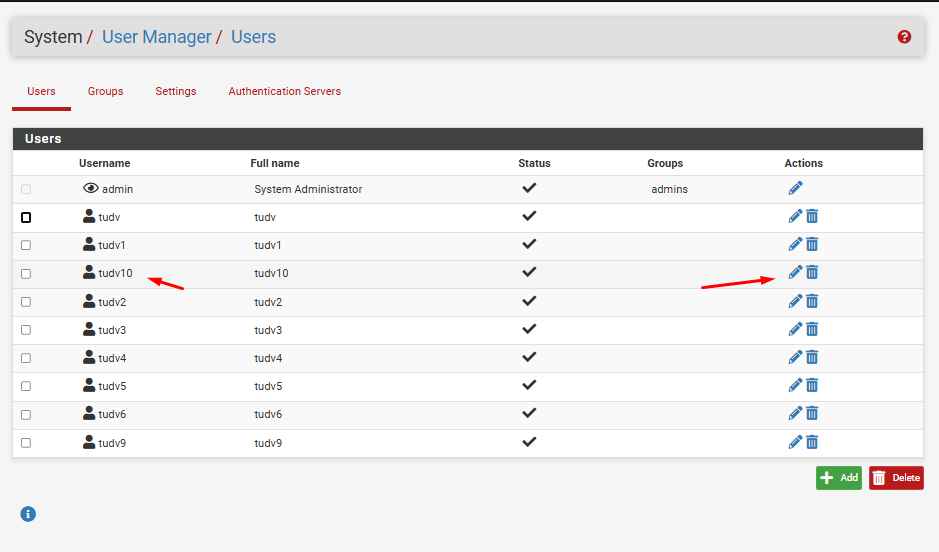 System / User Manager / Users
Users Groups Settings Authentication Servers
Users
Username Full name Status Groups Actions
admin System Administrator admins
tudv tudv
tudv1 tudv1
tudv10 tudv10
tudv2 tudv2
tudv3 tudv3
tudv4 tudv4
tudv5 tudv5
tudv6 tudv6
tudv9 tudv9
Add Delete